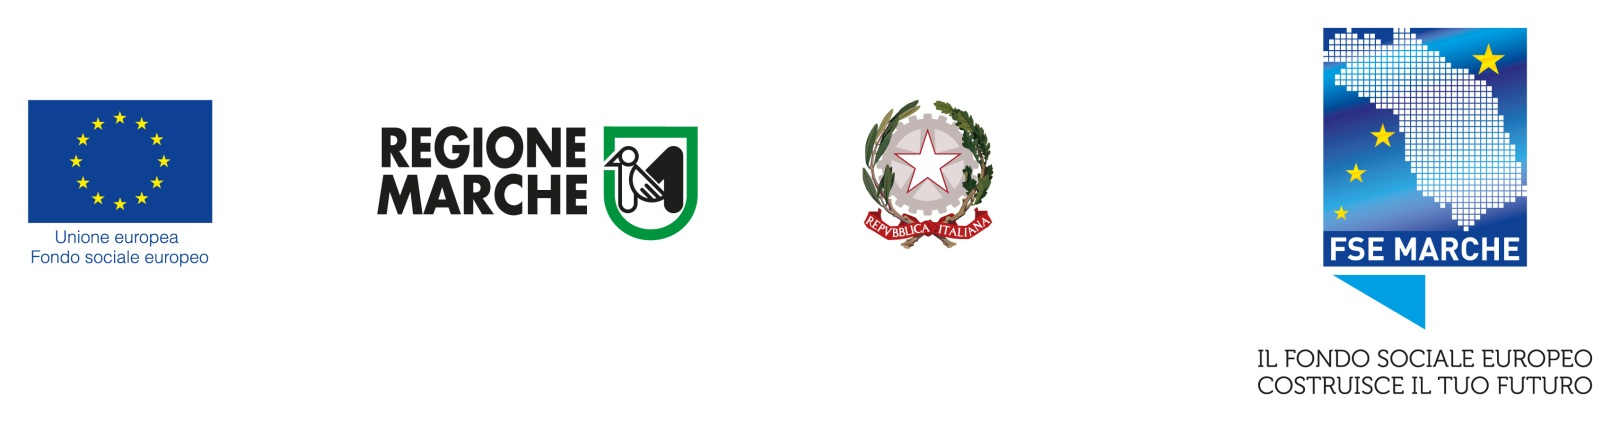 Unione europea
Fondo sociale europeo
REGIONE
MARCHE
REPVBBLICA ITALIANA
FSE MARCHE
IL FONDO SOCIALE EUROPEO
COSTRUISCE IL TUO FUTURO